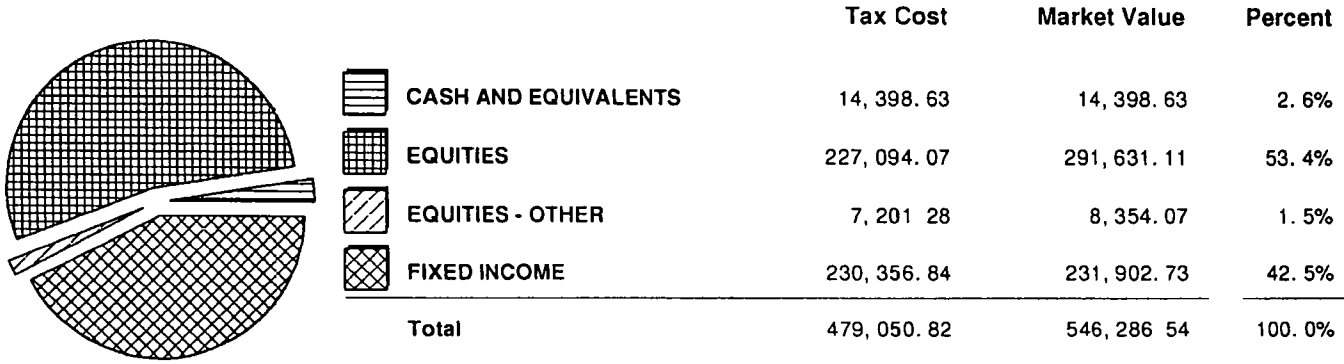 Tax Cost Market Value Percent
CASH AND EQUIVALENTS 14,398.63 14,398.63 2.6%
EQUITIES 227,094.07 291,631.11 53.4%
EQUITIES - OTHER 7,201 28 8,354.07 1.5%
FIXED INCOME 230,356.84 231,902.73 42.5%
Total 479,050.82 546,286 54 100.0%